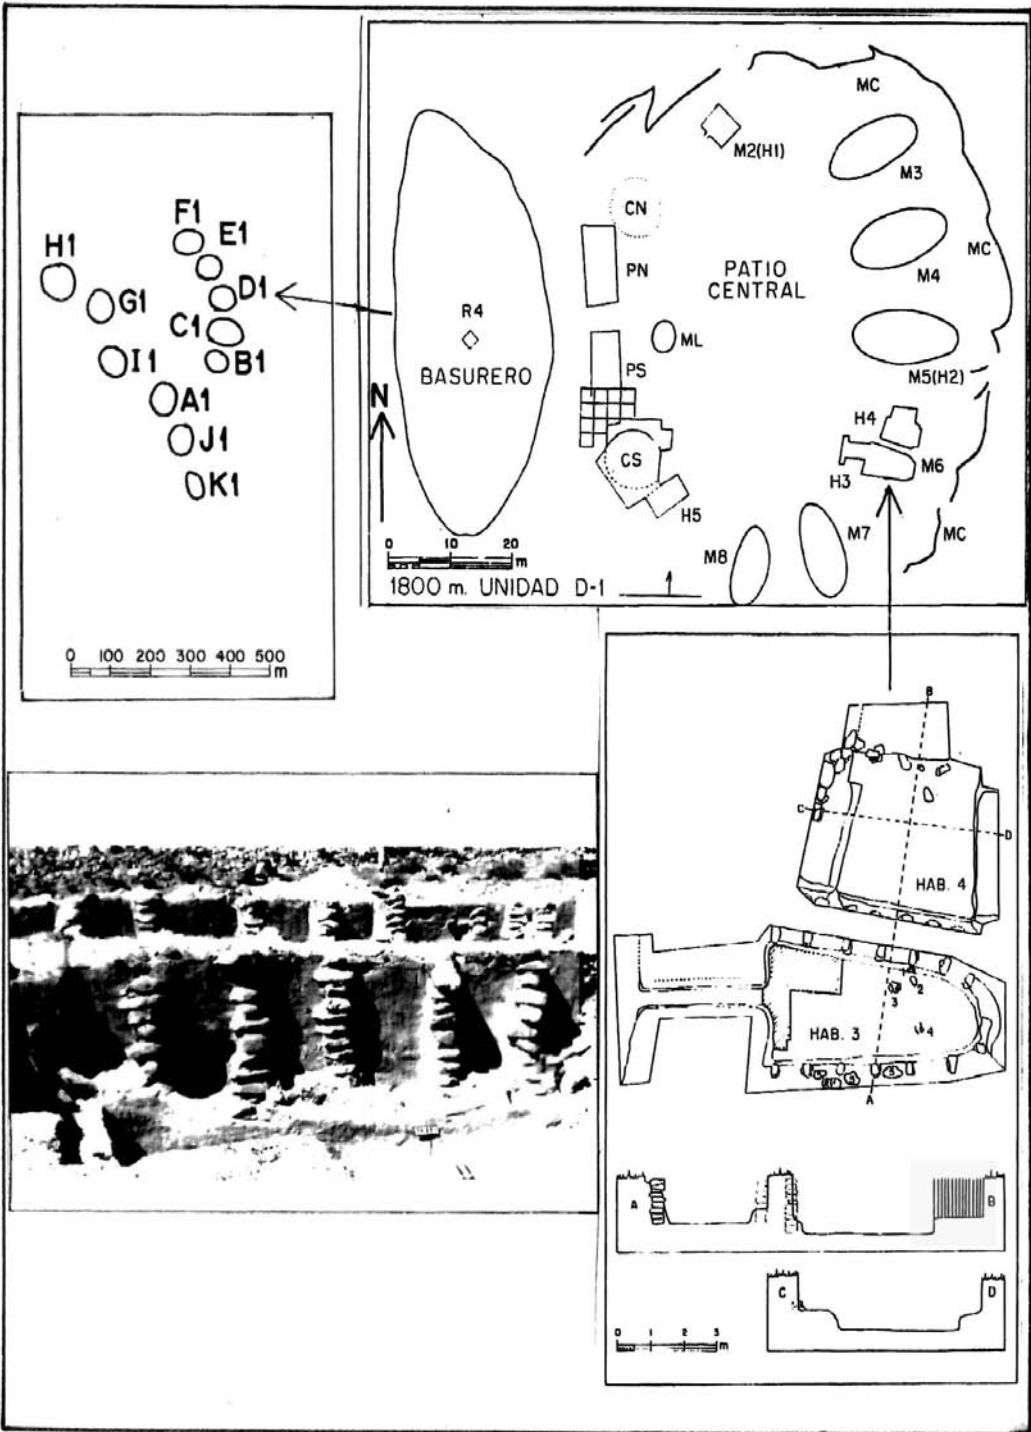 F1
E1
H1
D1
G1
C1
I1
B1
A1
J1
K1
0 100 200 300 400 500 m
MC
M2(H1)
M3
CN
MC
PN
PATIO
CENTRAL
M4
R4
ML
BASURERO
PS
M5(H2)
N
H4
CS
M6
H3
H5
M7
MC
M8
0 10 20 m
1800 m. UNIDAD D-1
B
C
D
HAB. 4
2
3
HAB. 3
4
A
A
B
C
D
0 1 2 3 m